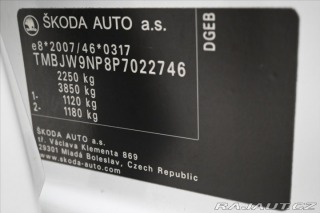 ŠKODA AUTO a.s.
DGEB
e8*2007/46*0317
TMBJW9NP8P7022746
2250 kg
3850 kg
1- 1120 kg
2- 1180 kg
ŠKODA AUTO a.s.
tř. Václava Klementa 869
29301 Mladá Boleslav, Czech Republic
www.skoda-auto.com
RAJAUT.CZ